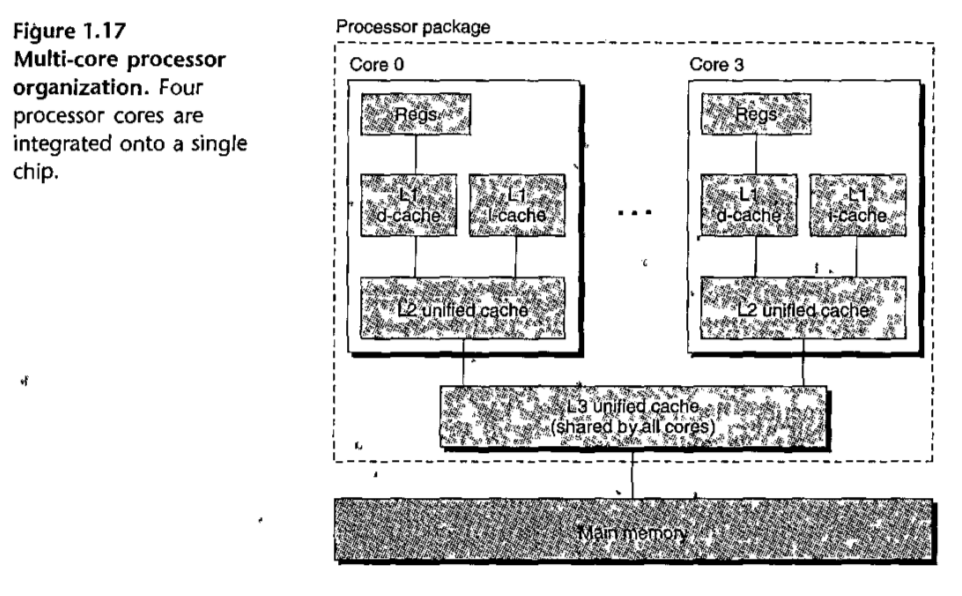 Figure 1.17
Multi-core processor
organization. Four
processor cores are
integrated onto a single
chip.
Processor package
Core 0
Regs
L1
d-cache
L1
i-cache
L2 unified cache
...
Core 3
Regs
L1
d-cache
L1
i-cache
L2 unified cache
L3 unified cache
(shared by all cores)
Main memory